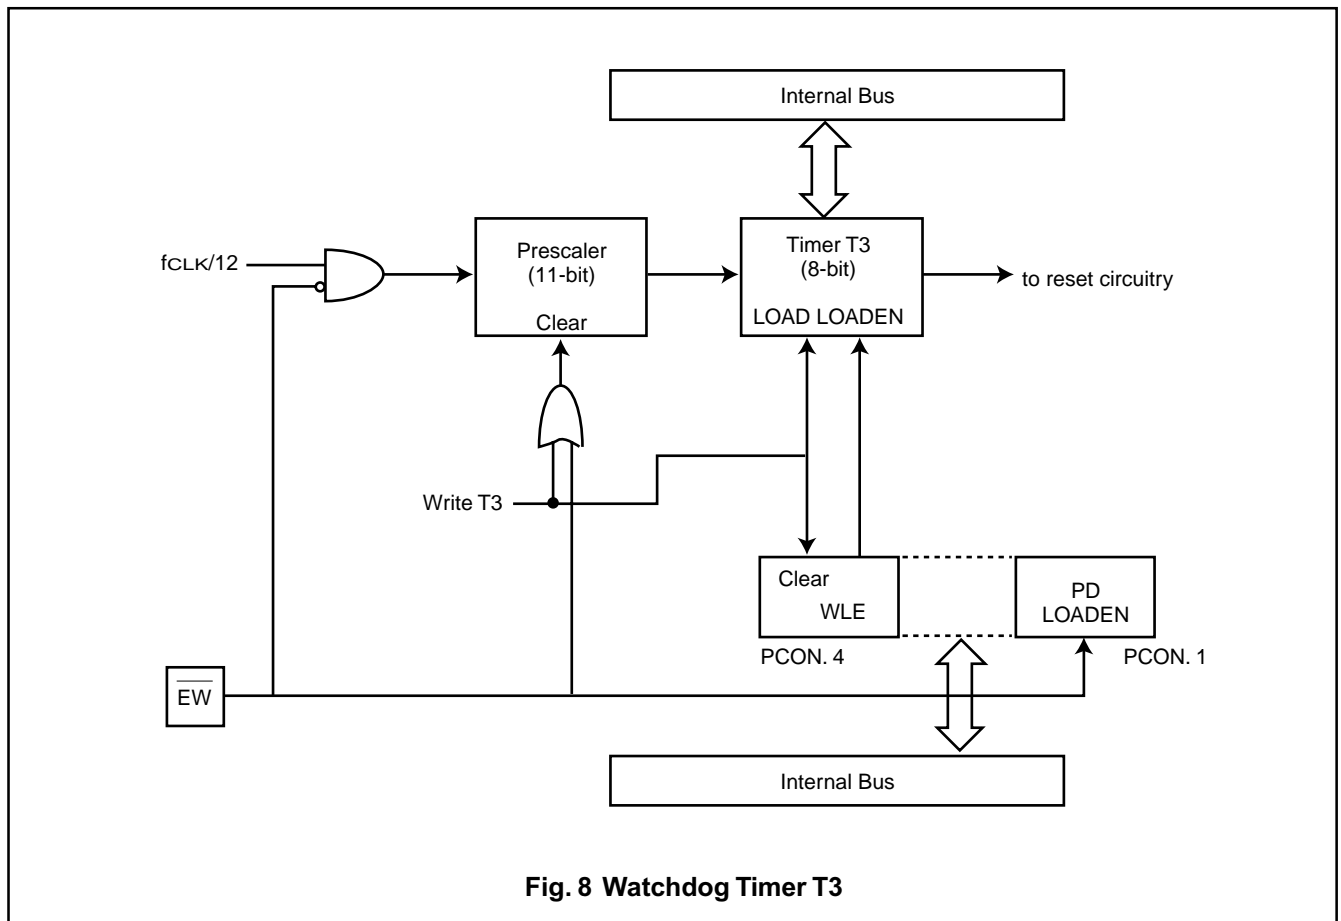 Internal Bus
fCLK/12
Prescaler
(11-bit)
Clear
Timer T3
(8-bit)
LOAD LOADEN
to reset circuitry
Write T3
Clear
WLE
PD
LOADEN
PCON. 4
PCON. 1
EW
Internal Bus
Fig. 8 Watchdog Timer T3